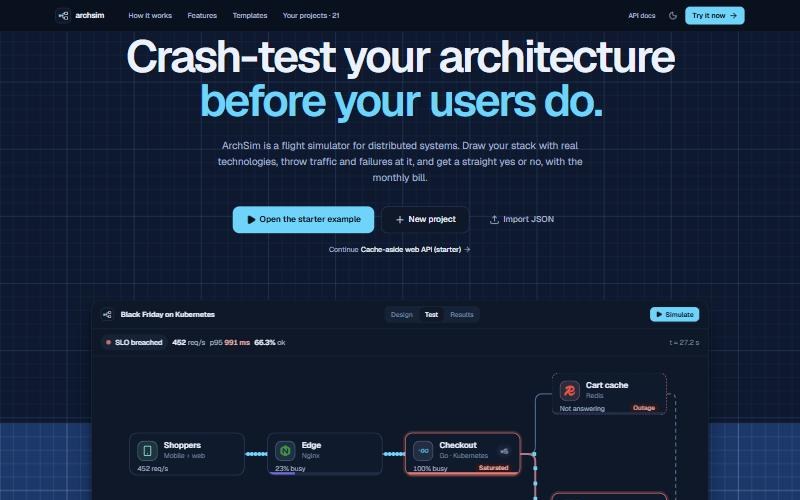 archsim How it works Features Templates Your projects · 21 API docs Try it now →
Crash-test your architecture
before your users do.
ArchSim is a flight simulator for distributed systems. Draw your stack with real
technologies, throw traffic and failures at it, and get a straight yes or no, with the
monthly bill.
Open the starter example New project Import JSON
Continue Cache-aside web API (starter) →
Black Friday on Kubernetes Design Test Results Simulate
SLO breached 452 req/s p95 991 ms 66.3% ok t = 27.2 s
Cart cache
Redis
Not answering Outage
Shoppers
Mobile + web
452 req/s
Edge
Nginx
23% busy
Checkout
Go · Kubernetes
100% busy Saturated